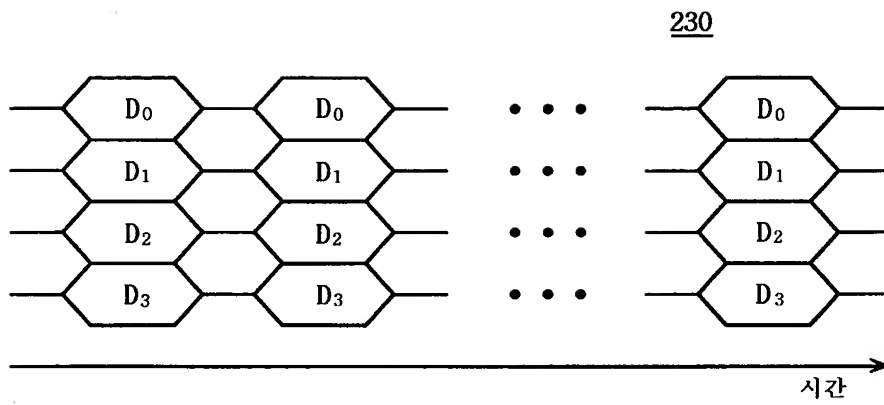 230
D₀ D₀ D₀
D₁ D₁ D₁
D₂ D₂ D₂
D₃ D₃ D₃
시간